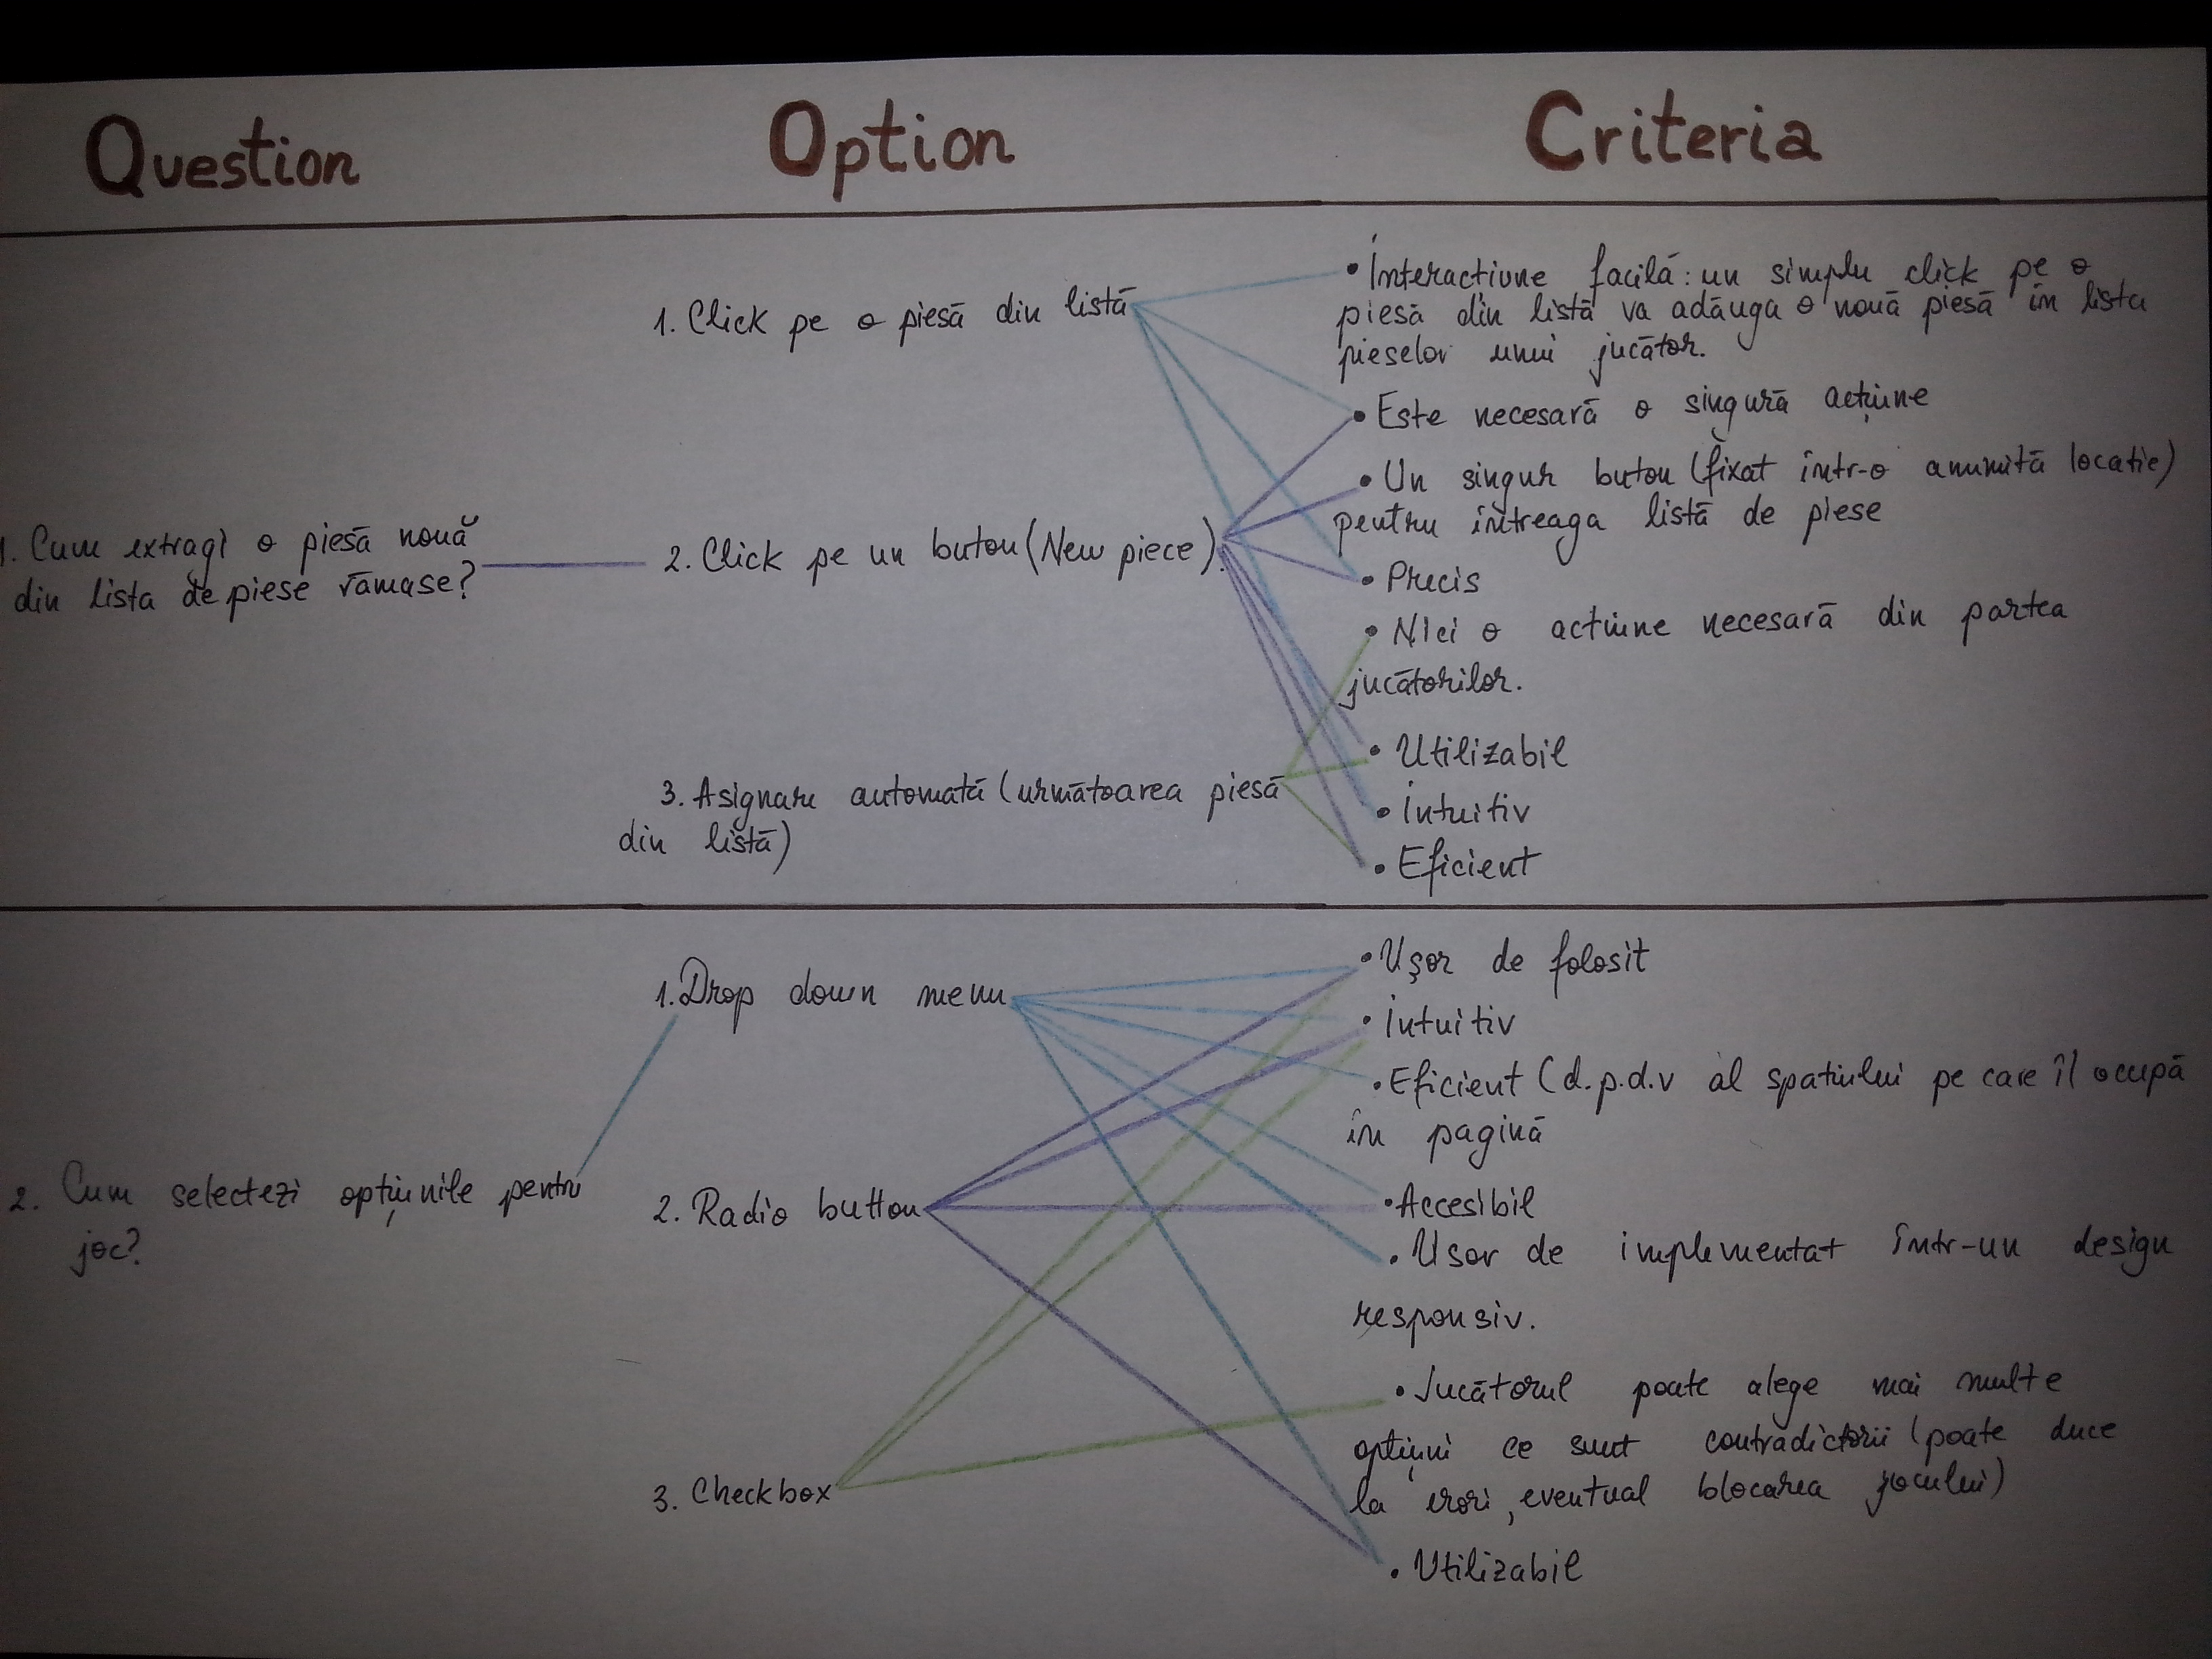 Question
Option
Criteria
1. Cum extragi o piesă nouă
din lista de piese rămase?
1. Click pe o piesă din listă
2. Click pe un buton (New piece).
3. Asignare automată (următoarea piesă
din listă)
• Interactiune facilă: un simplu click pe o
piesă din listă va adăuga o nouă piesă în lista
pieselor unui jucător.
• Este necesară o singură acțiune
• Un singur buton (fixat într-o anumită locatie)
pentru întreaga listă de piese
• Precis
• Nici o actiune necesară din partea
jucătorilor.
• Utilizabil
• Intuitiv
• Eficient
2. Cum selectezi opțiunile pentru
joc?
1. Drop down menu
2. Radio button
3. Checkbox
• Ușor de folosit
• Intuitiv
• Eficient (d.p.d.v al spatiului pe care îl ocupă
în pagină
• Accesibil
• Usor de implementat într-un design
responsiv.
• Jucătorul poate alege mai multe
opțiuni ce sunt contradictorii (poate duce
la erori, eventual blocarea jocului)
• Utilizabil